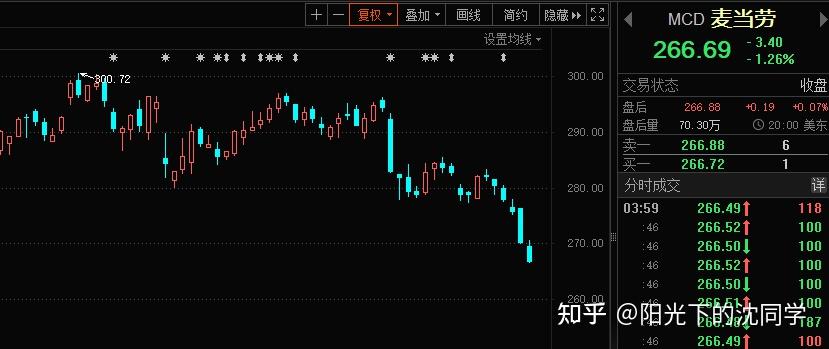 复权 叠加 画线 简约 隐藏
设置均线
300.72
300.00
290.00
280.00
270.00
260.00
MCD 麦当劳
266.69 - 3.40
- 1.26%
交易状态 收盘
盘后 266.88 +0.19 +0.07%
盘后量 70.30万 20:00 美东
卖一 266.88 6
买一 266.72 1
分时成交 详
03:59 266.49 118
:46 266.52 100
:46 266.50 100
:46 266.52 100
:46 266.50 100
:46 266.51 100
:46 266.48 187
:46 266.49 100
知乎 @阳光下的沈同学